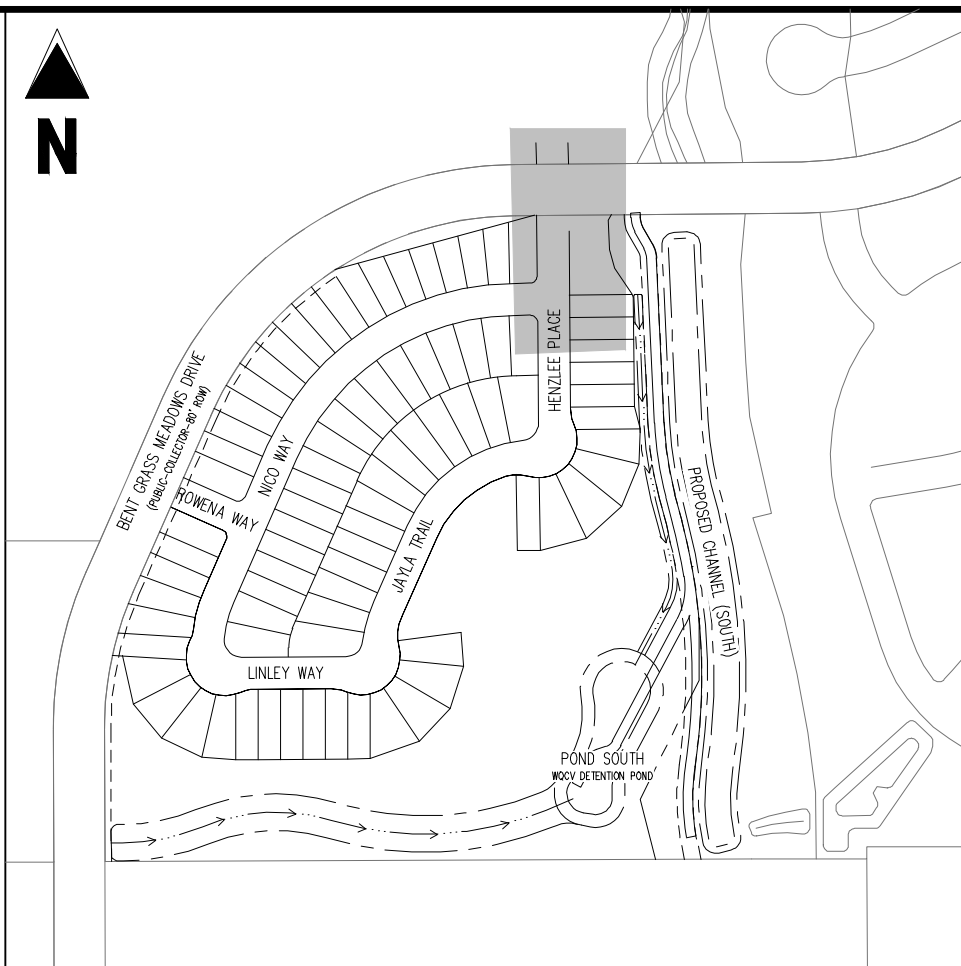 N
HENZLEE PLACE
BENT GRASS MEADOWS DRIVE
(PUBLIC-COLLECTOR-80' ROW)
NICO WAY
ROWENA WAY
JAYLA TRAIL
PROPOSED CHANNEL (SOUTH)
LINLEY WAY
POND SOUTH
WQCV DETENTION POND